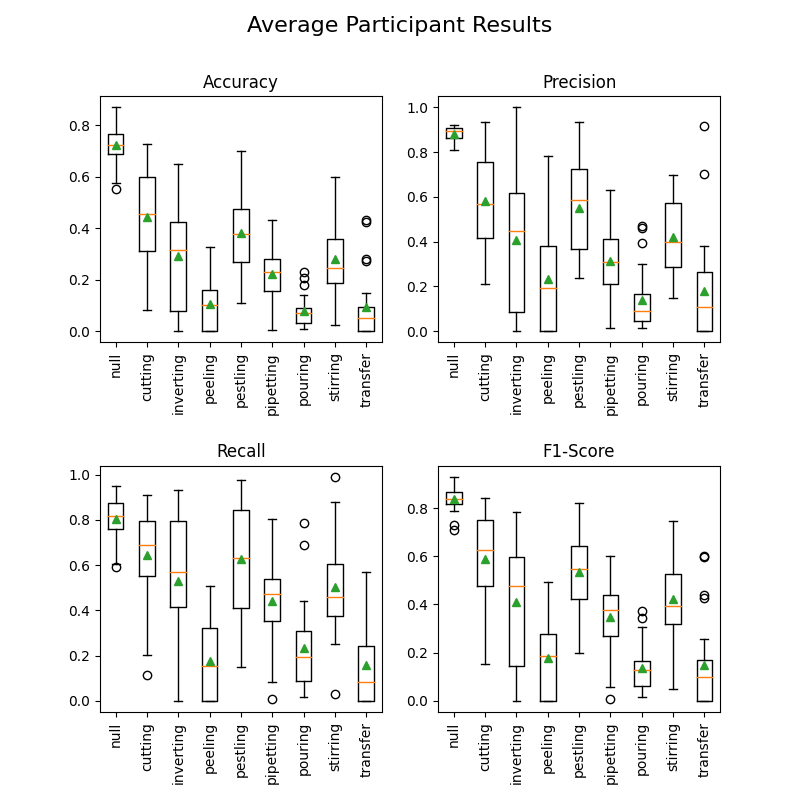 Average Participant Results
Accuracy
0.8
0.6
0.4
0.2
0.0
null
cutting
inverting
peeling
pestling
pipetting
pouring
stirring
transfer
Precision
1.0
0.8
0.6
0.4
0.2
0.0
null
cutting
inverting
peeling
pestling
pipetting
pouring
stirring
transfer
Recall
1.0
0.8
0.6
0.4
0.2
0.0
null
cutting
inverting
peeling
pestling
pipetting
pouring
stirring
transfer
F1-Score
0.8
0.6
0.4
0.2
0.0
null
cutting
inverting
peeling
pestling
pipetting
pouring
stirring
transfer